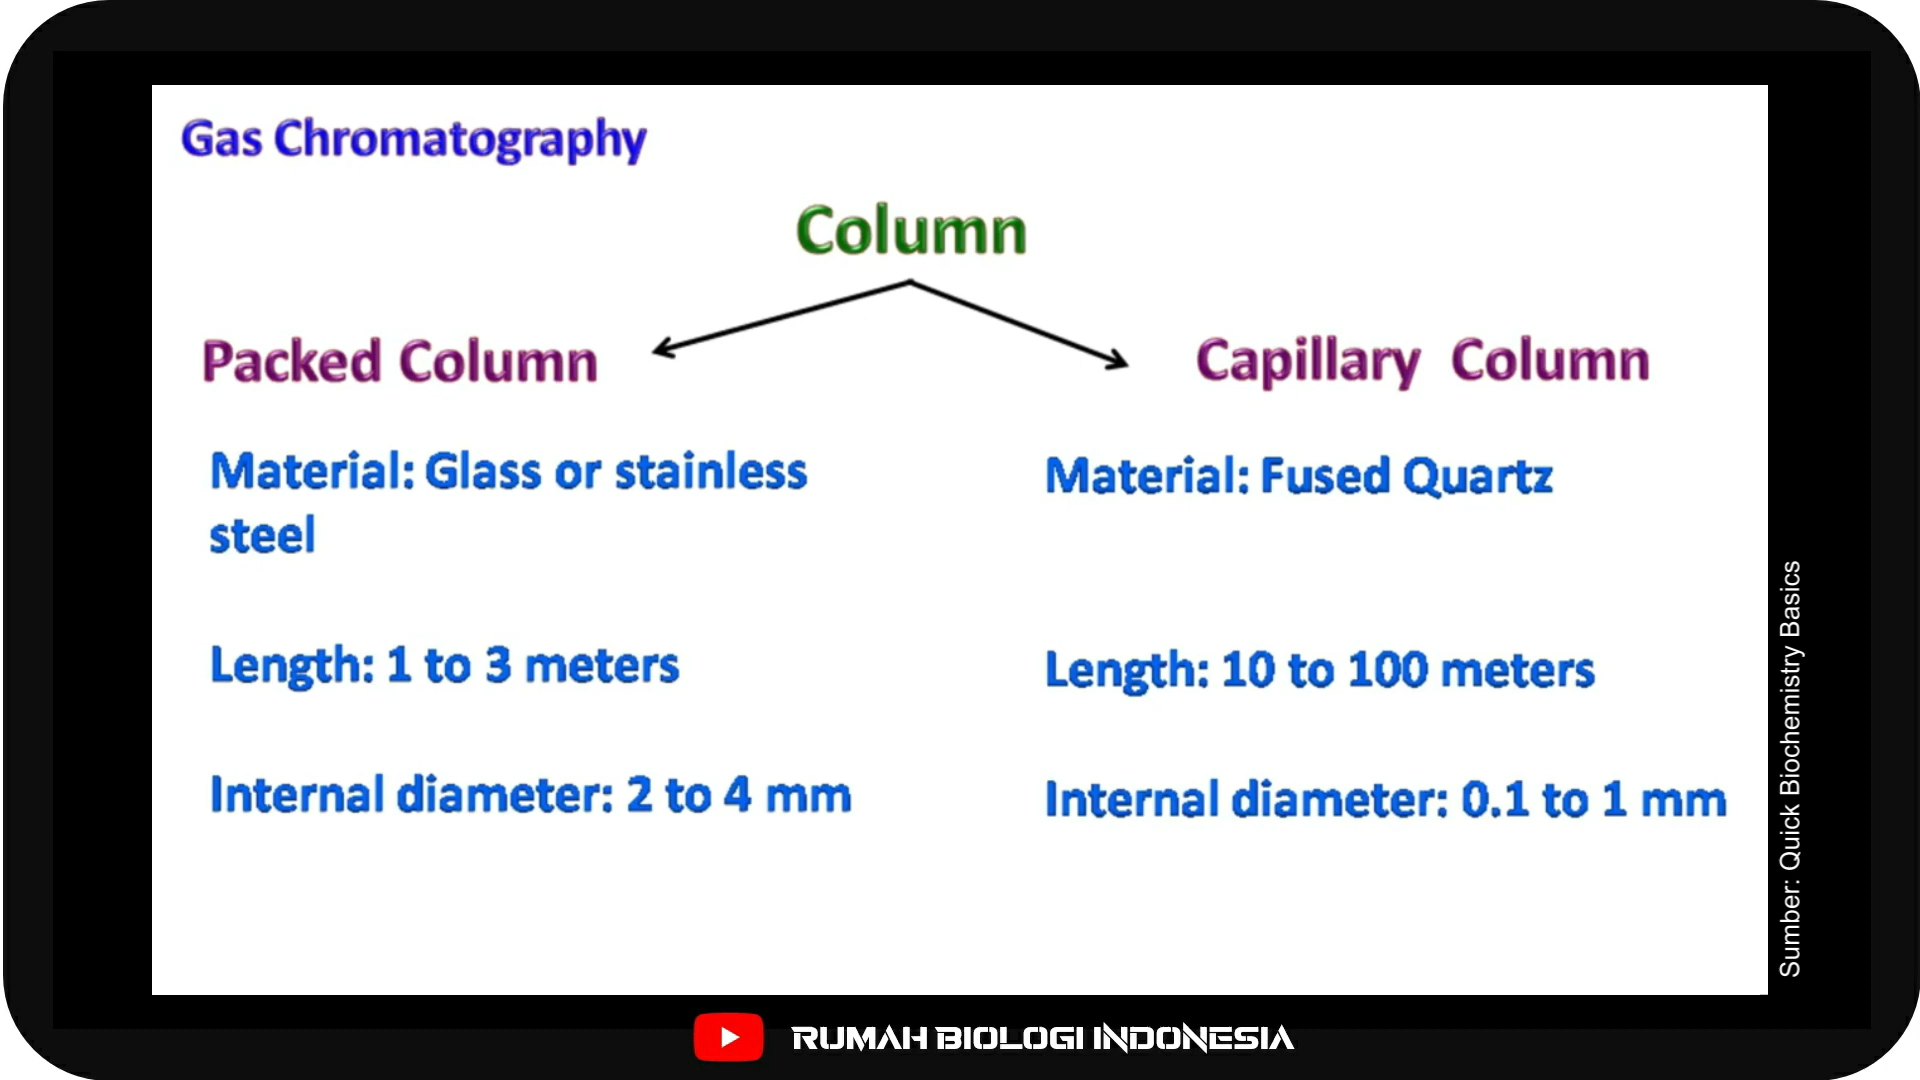 Gas Chromatography
Column
Packed Column
Capillary Column
Material: Glass or stainless
steel
Length: 1 to 3 meters
Internal diameter: 2 to 4 mm
Material: Fused Quartz
Length: 10 to 100 meters
Internal diameter: 0.1 to 1 mm
Sumber: Quick Biochemistry Basics
RUMAH BIOLOGI INDONESIA